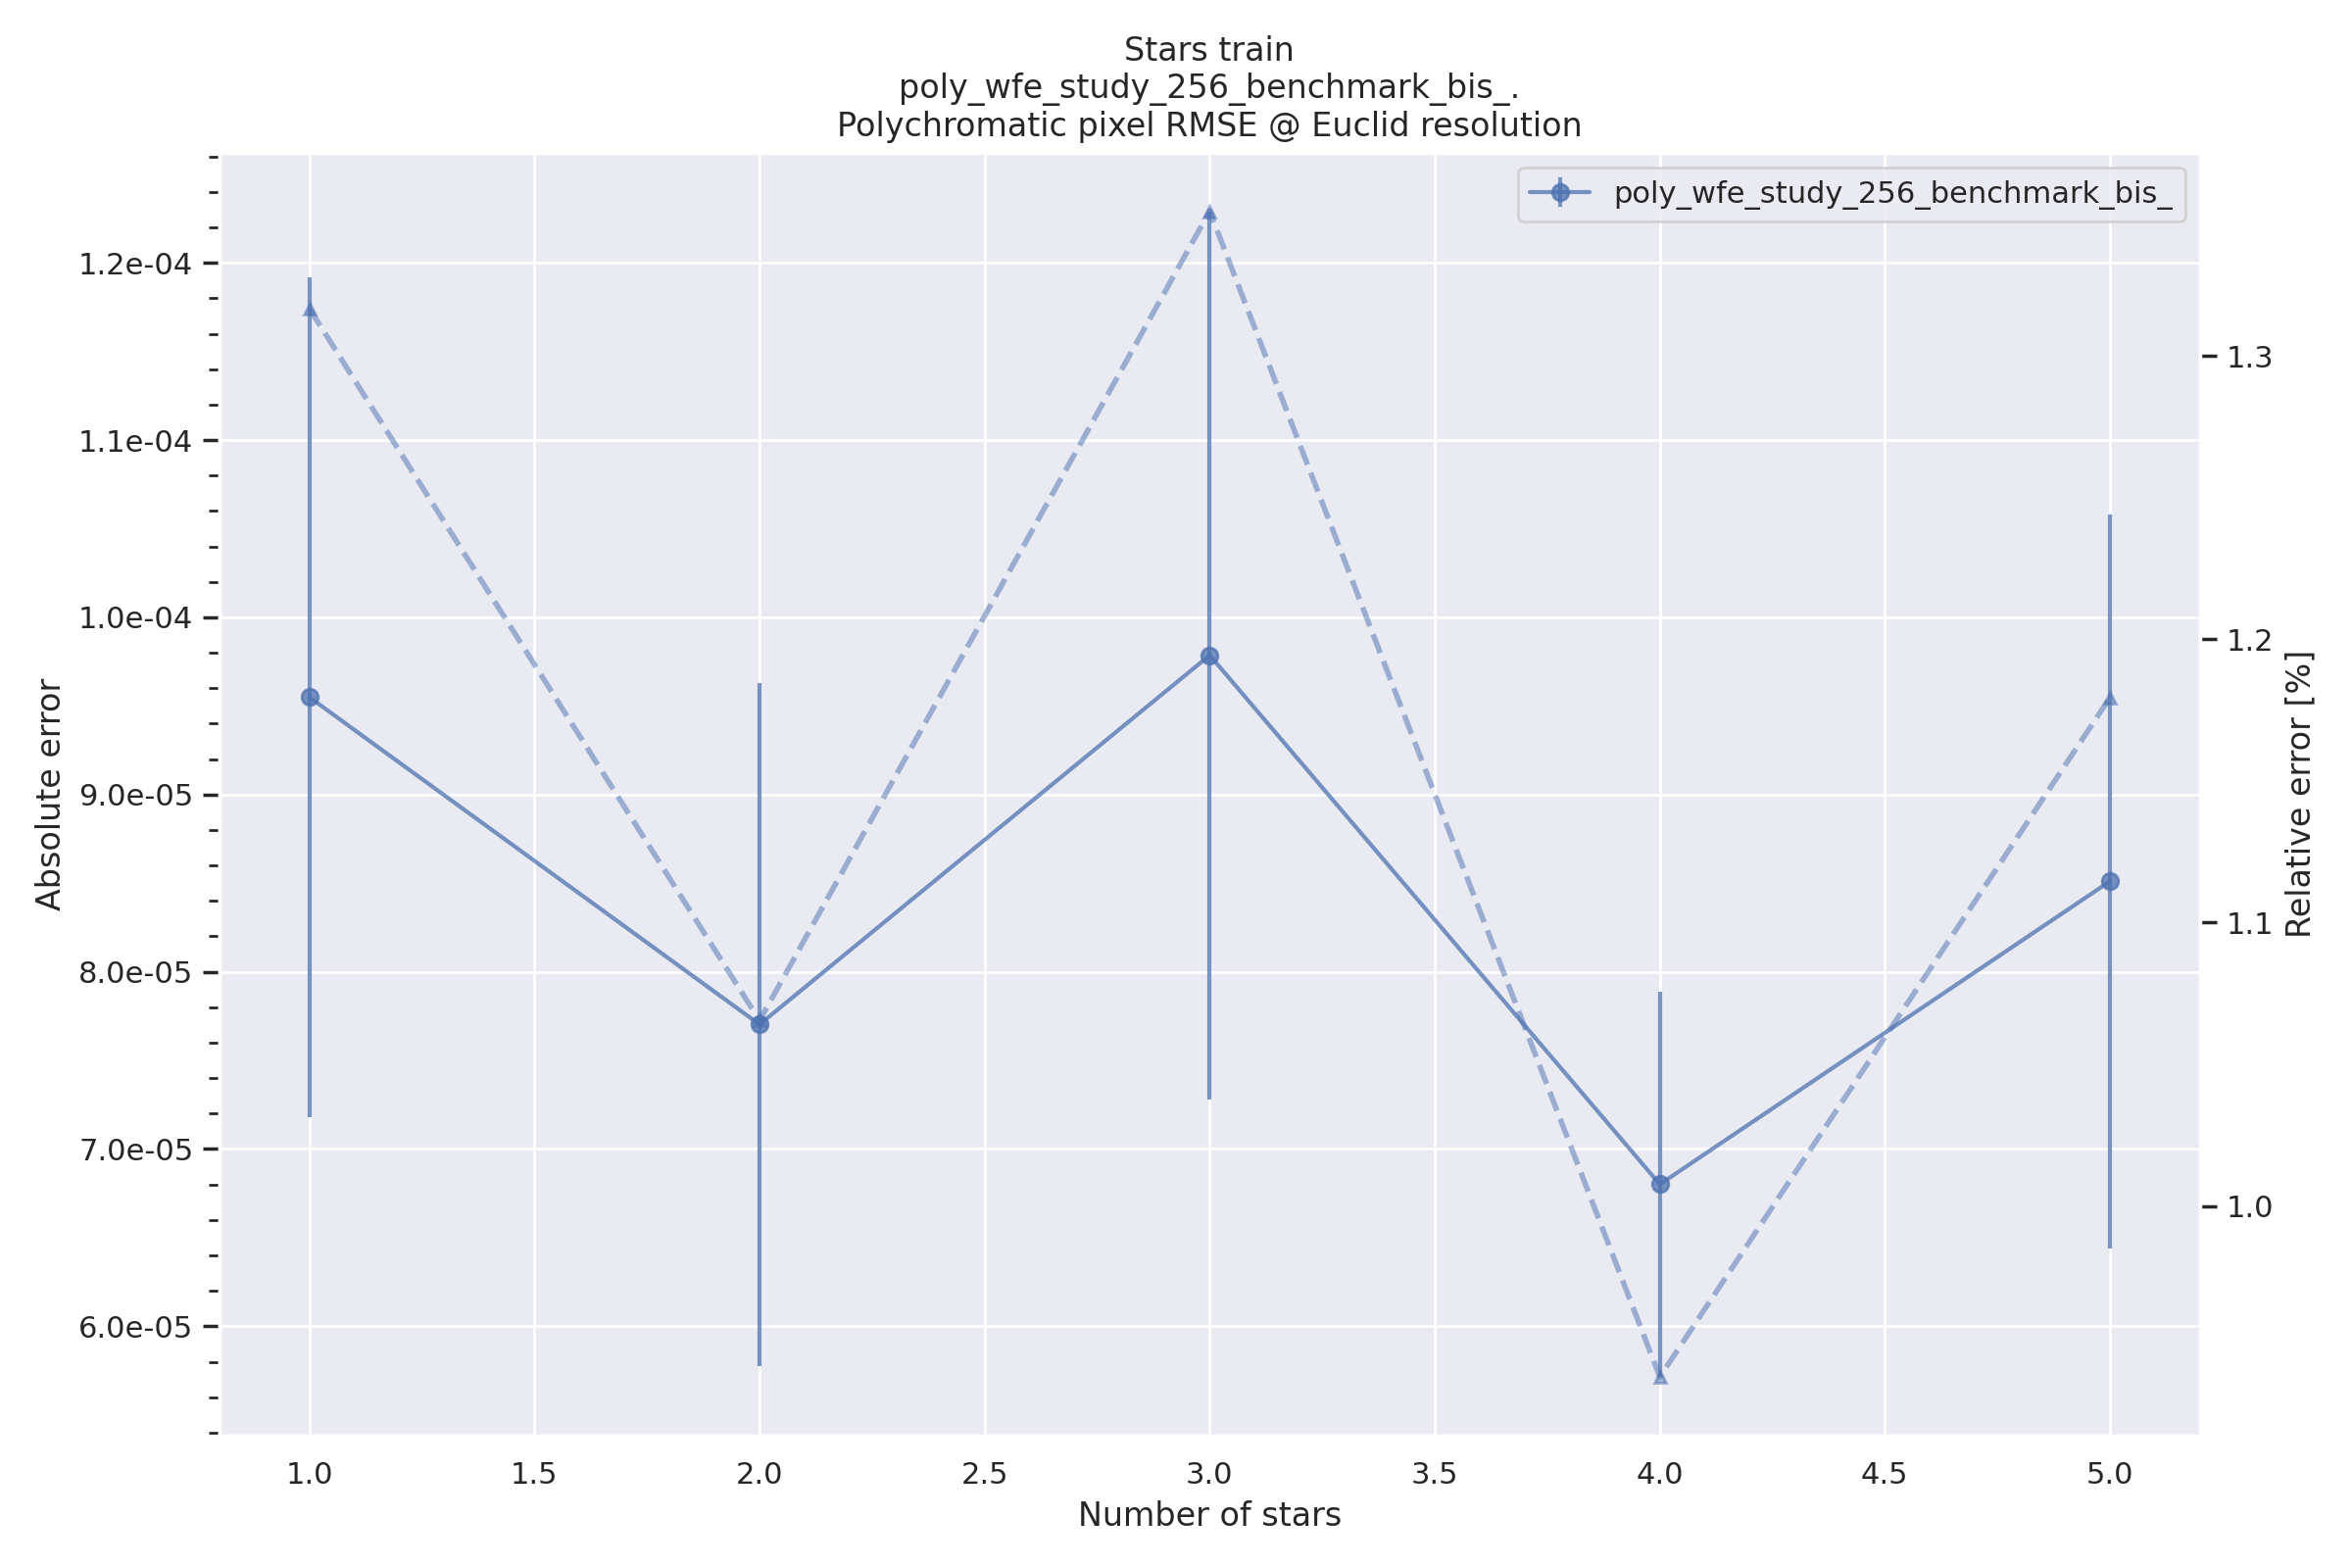 Stars train
poly_wfe_study_256_benchmark_bis_.
Polychromatic pixel RMSE @ Euclid resolution
poly_wfe_study_256_benchmark_bis_
Absolute error
1.2e-04
1.1e-04
1.0e-04
9.0e-05
8.0e-05
7.0e-05
6.0e-05
Relative error [%]
1.3
1.2
1.1
1.0
1.0 1.5 2.0 2.5 3.0 3.5 4.0 4.5 5.0
Number of stars